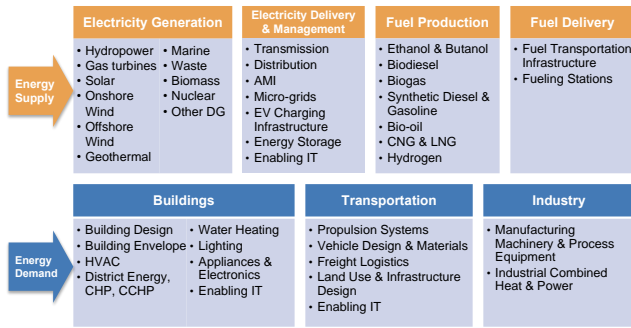 Energy
Supply
Electricity Generation
• Hydropower
• Gas turbines
• Solar
• Onshore
Wind
• Offshore
Wind
• Geothermal
• Marine
• Waste
• Biomass
• Nuclear
• Other DG
Electricity Delivery
& Management
• Transmission
• Distribution
• AMI
• Micro-grids
• EV Charging
Infrastructure
• Energy Storage
• Enabling IT
Fuel Production
• Ethanol & Butanol
• Biodiesel
• Biogas
• Synthetic Diesel &
Gasoline
• Bio-oil
• CNG & LNG
• Hydrogen
Fuel Delivery
• Fuel Transportation
Infrastructure
• Fueling Stations
Energy
Demand
Buildings
• Building Design
• Building Envelope
• HVAC
• District Energy,
CHP, CCHP
• Water Heating
• Lighting
• Appliances &
Electronics
• Enabling IT
Transportation
• Propulsion Systems
• Vehicle Design & Materials
• Freight Logistics
• Land Use & Infrastructure
Design
• Enabling IT
Industry
• Manufacturing
Machinery & Process
Equipment
• Industrial Combined
Heat & Power